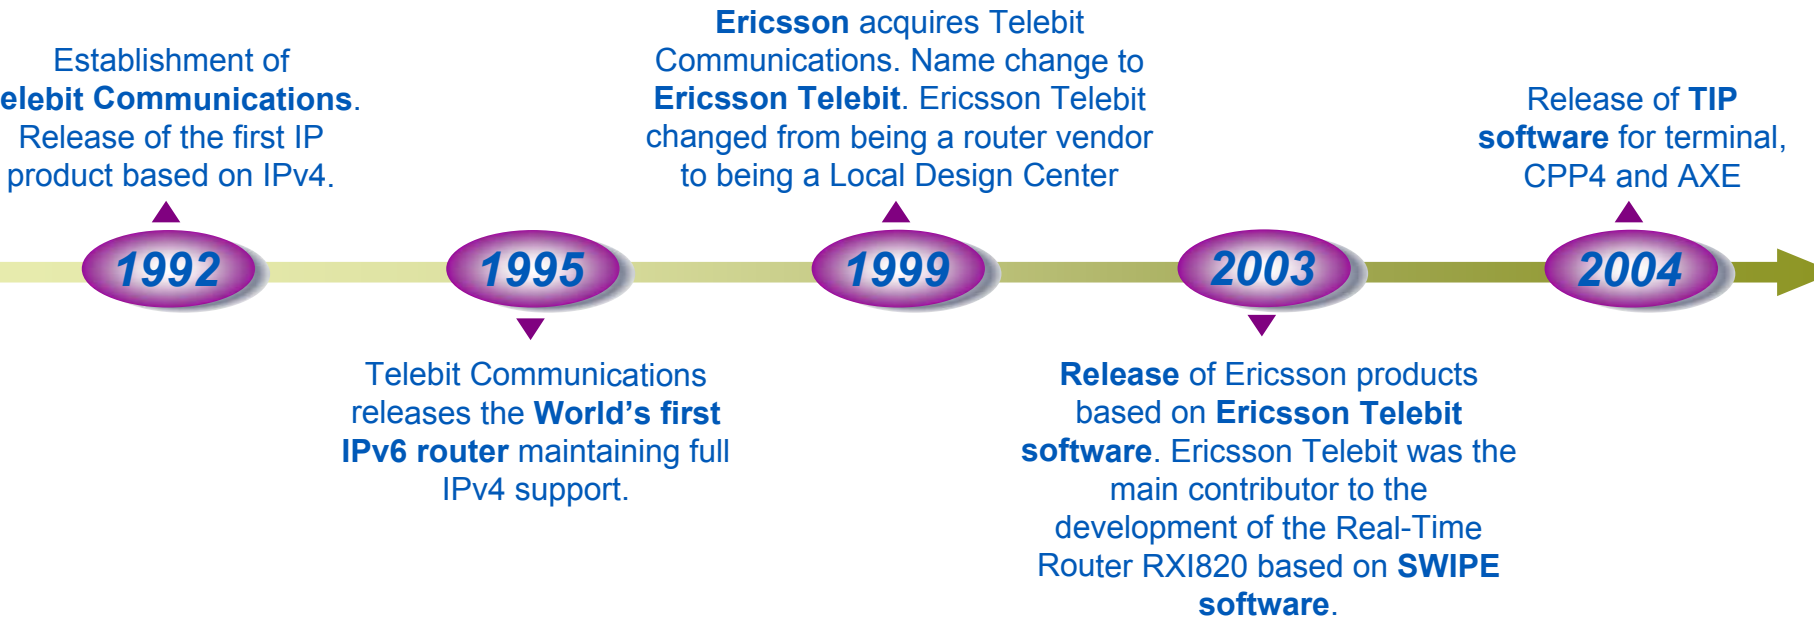 Establishment of
elebit Communications.
Release of the first IP
product based on IPv4.
1992
Telebit Communications
releases the World’s first
IPv6 router maintaining full
IPv4 support.
1995
Ericsson acquires Telebit
Communications. Name change to
Ericsson Telebit. Ericsson Telebit
changed from being a router vendor
to being a Local Design Center
1999
Release of Ericsson products
based on Ericsson Telebit
software. Ericsson Telebit was the
main contributor to the
development of the Real-Time
Router RXI820 based on SWIPE
software.
2003
Release of TIP
software for terminal,
CPP4 and AXE
2004